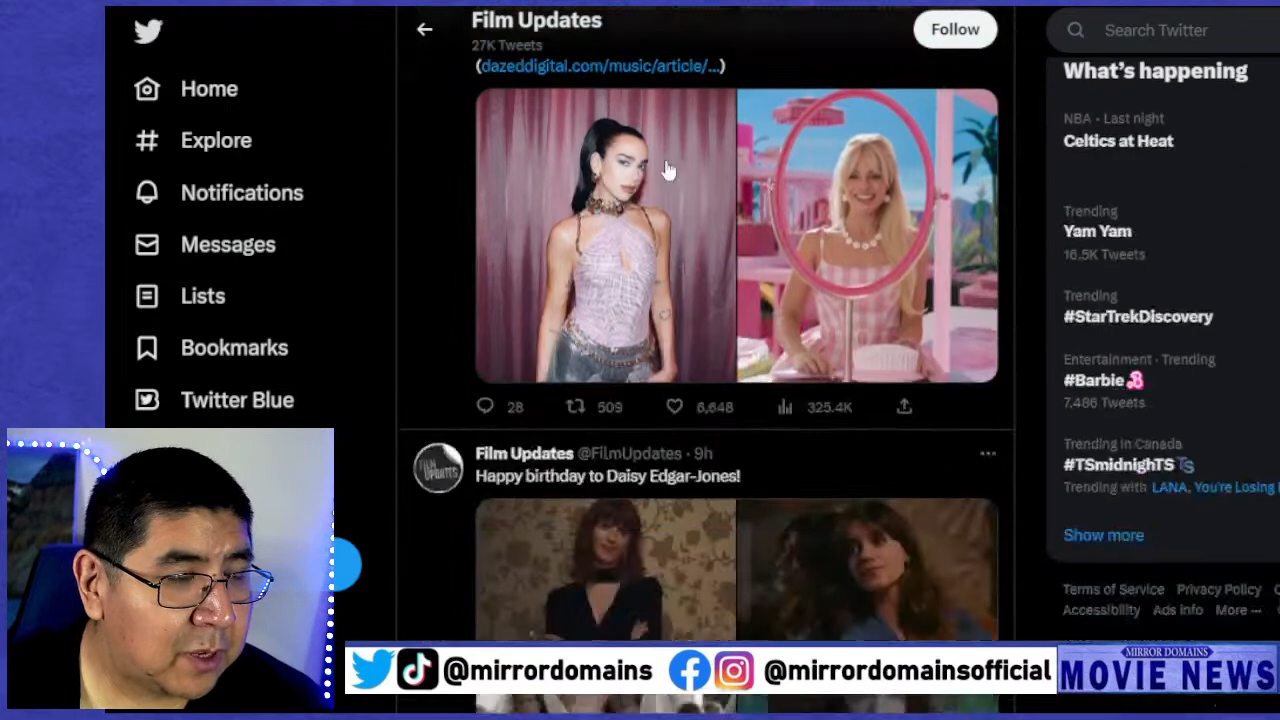 Film Updates
27K Tweets
Follow
(dazeddigital.com/music/article/...)
Home
Explore
Notifications
Messages
Lists
Bookmarks
Twitter Blue
28
509
6,648
325.4K
Film Updates @FilmUpdates · 9h
Happy birthday to Daisy Edgar-Jones!
Search Twitter
What's happening
NBA · Last night
Celtics at Heat
Trending
Yam Yam
16.5K Tweets
Trending
#StarTrekDiscovery
Entertainment · Trending
#Barbie
7,486 Tweets
Trending in Canada
#TSmidnighTS
Trending with LANA, You're Losing
Show more
Terms of Service Privacy Policy
Accessibility Ads info More ...
FILM UPDATES
@mirrordomains @mirrordomainsofficial
MIRROR DOMAINS
MOVIE NEWS